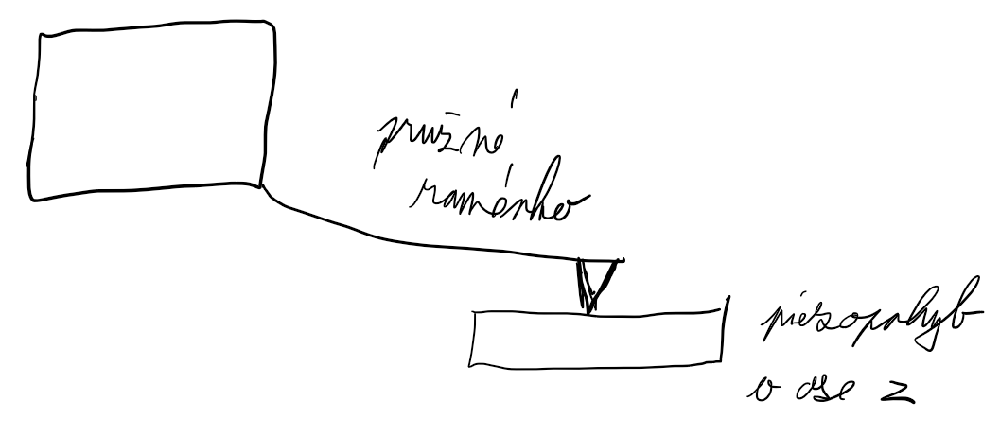 pružné
raménko
piezopohyb
v ose z